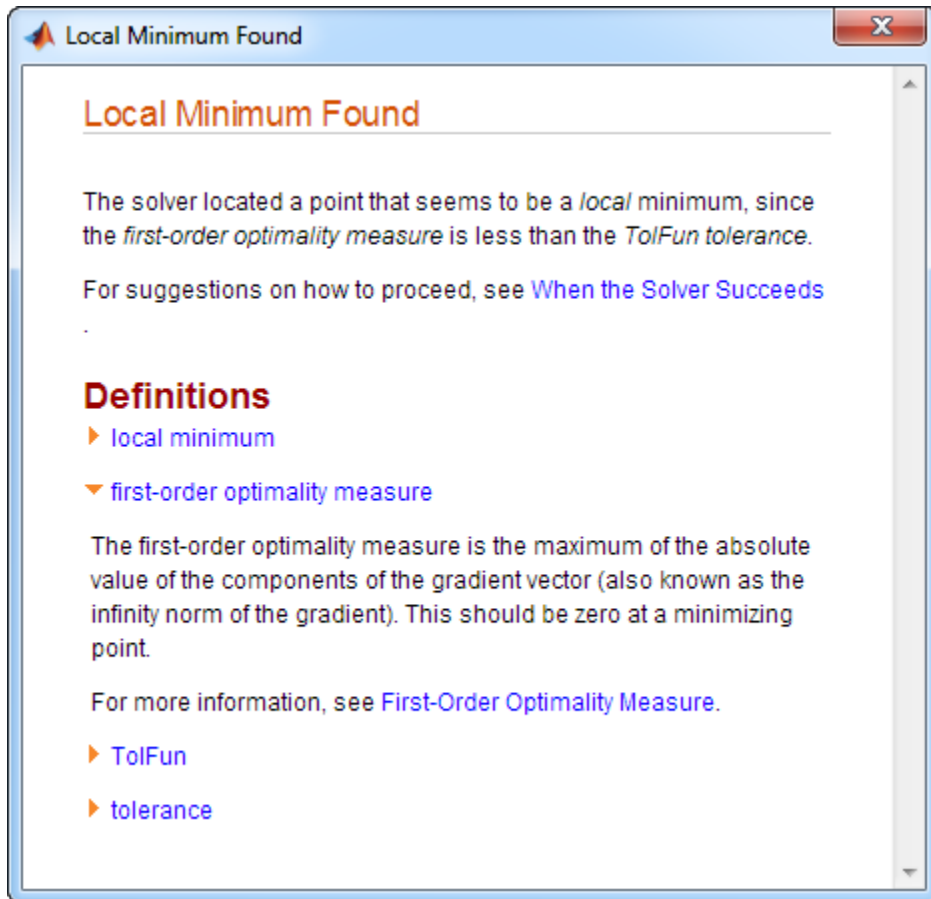 Local Minimum Found
Local Minimum Found
The solver located a point that seems to be a local minimum, since
the first-order optimality measure is less than the TolFun tolerance.
For suggestions on how to proceed, see When the Solver Succeeds
.
Definitions
local minimum
first-order optimality measure
The first-order optimality measure is the maximum of the absolute
value of the components of the gradient vector (also known as the
infinity norm of the gradient). This should be zero at a minimizing
point.
For more information, see First-Order Optimality Measure.
TolFun
tolerance